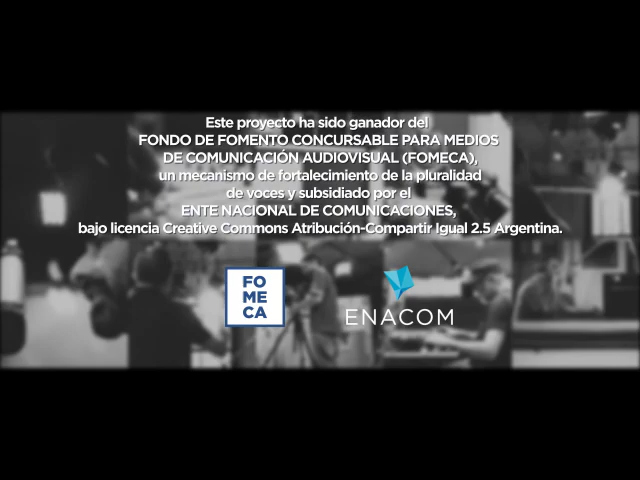 Este proyecto ha sido ganador del
FONDO DE FOMENTO CONCURSABLE PARA MEDIOS
DE COMUNICACIÓN AUDIOVISUAL (FOMECA),
un mecanismo de fortalecimiento de la pluralidad
de voces y subsidiado por el
ENTE NACIONAL DE COMUNICACIONES,
bajo licencia Creative Commons Atribución-Compartir Igual 2.5 Argentina.
FO
ME
CA
ENACOM